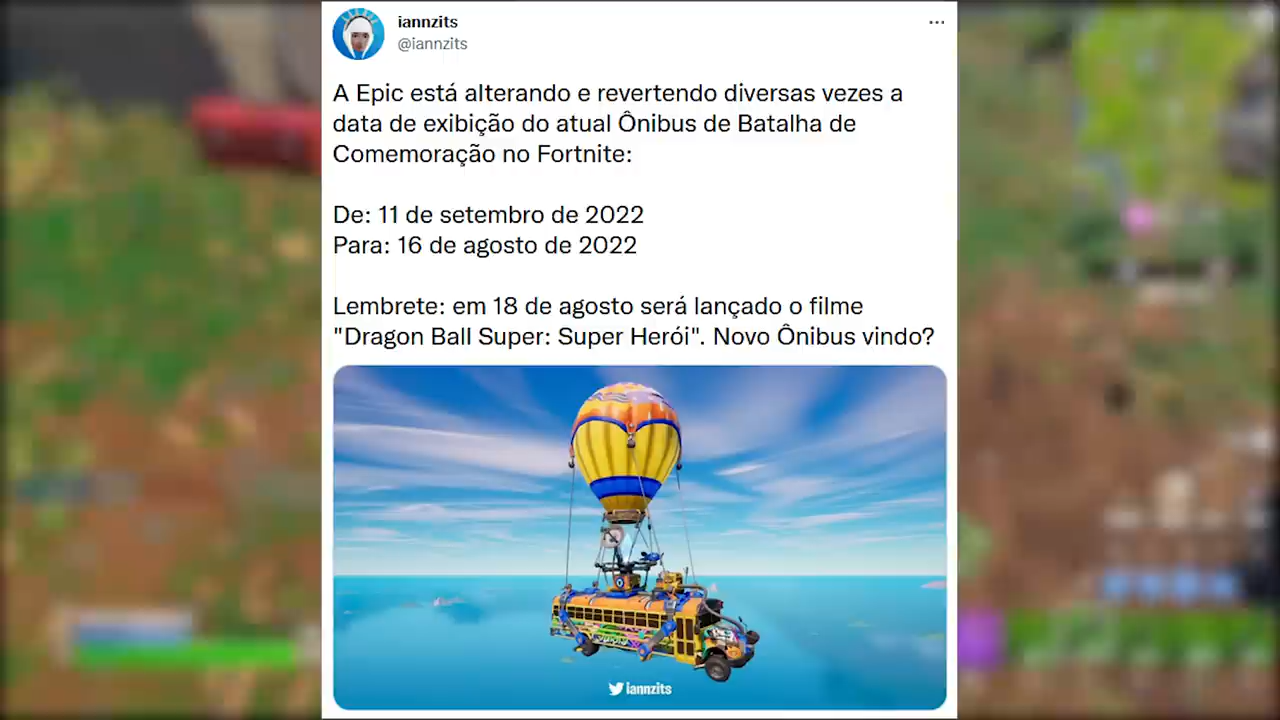 iannzits
@iannzits
A Epic está alterando e revertendo diversas vezes a
data de exibição do atual Ônibus de Batalha de
Comemoração no Fortnite:
De: 11 de setembro de 2022
Para: 16 de agosto de 2022
Lembrete: em 18 de agosto será lançado o filme
"Dragon Ball Super: Super Herói". Novo Ônibus vindo?
iannzits